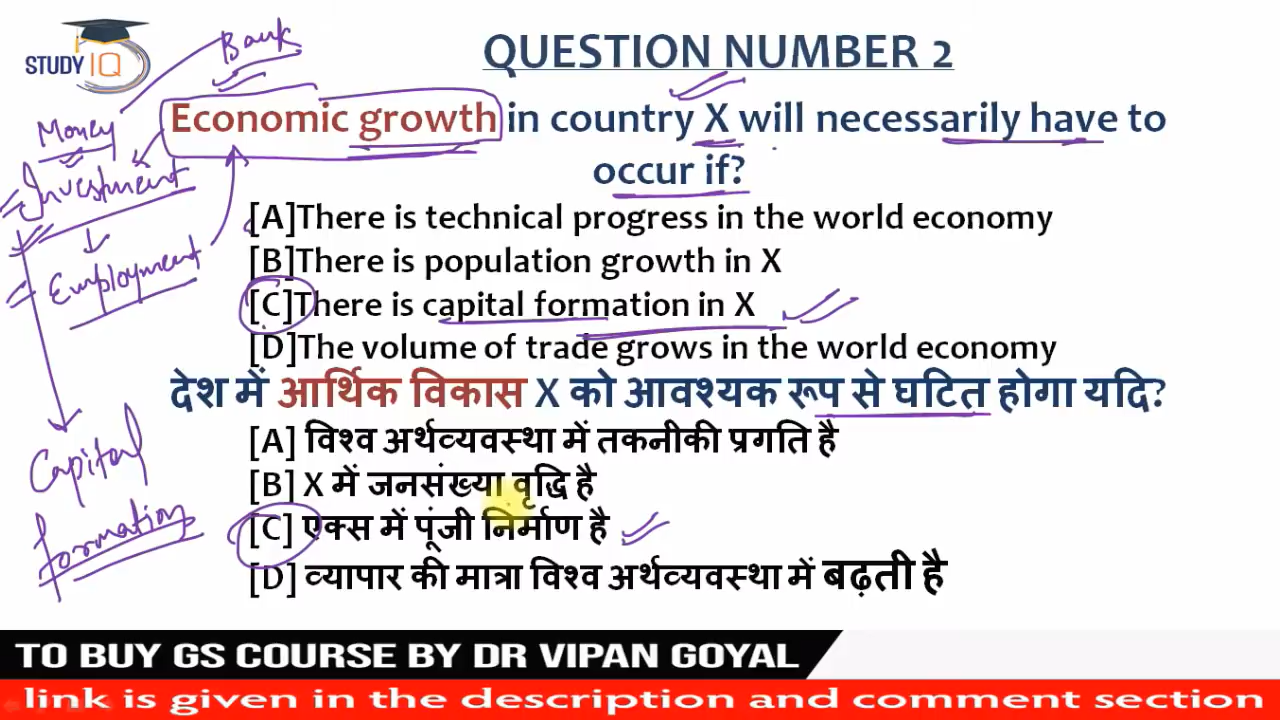 STUDY IQ
Bank
QUESTION NUMBER 2
Money
Economic growth in country X will necessarily have to
occur if?
Investment
Employment
[A]There is technical progress in the world economy
[B]There is population growth in X
[C]There is capital formation in X
[D]The volume of trade grows in the world economy
देश में आर्थिक विकास X को आवश्यक रूप से घटित होगा यदि?
[A] विश्व अर्थव्यवस्था में तकनीकी प्रगति है
[B] X में जनसंख्या वृद्धि है
[C] एक्स में पूंजी निर्माण है
[D] व्यापार की मात्रा विश्व अर्थव्यवस्था में बढ़ती है
Capital
formation
TO BUY GS COURSE BY DR VIPAN GOYAL
link is given in the description and comment section